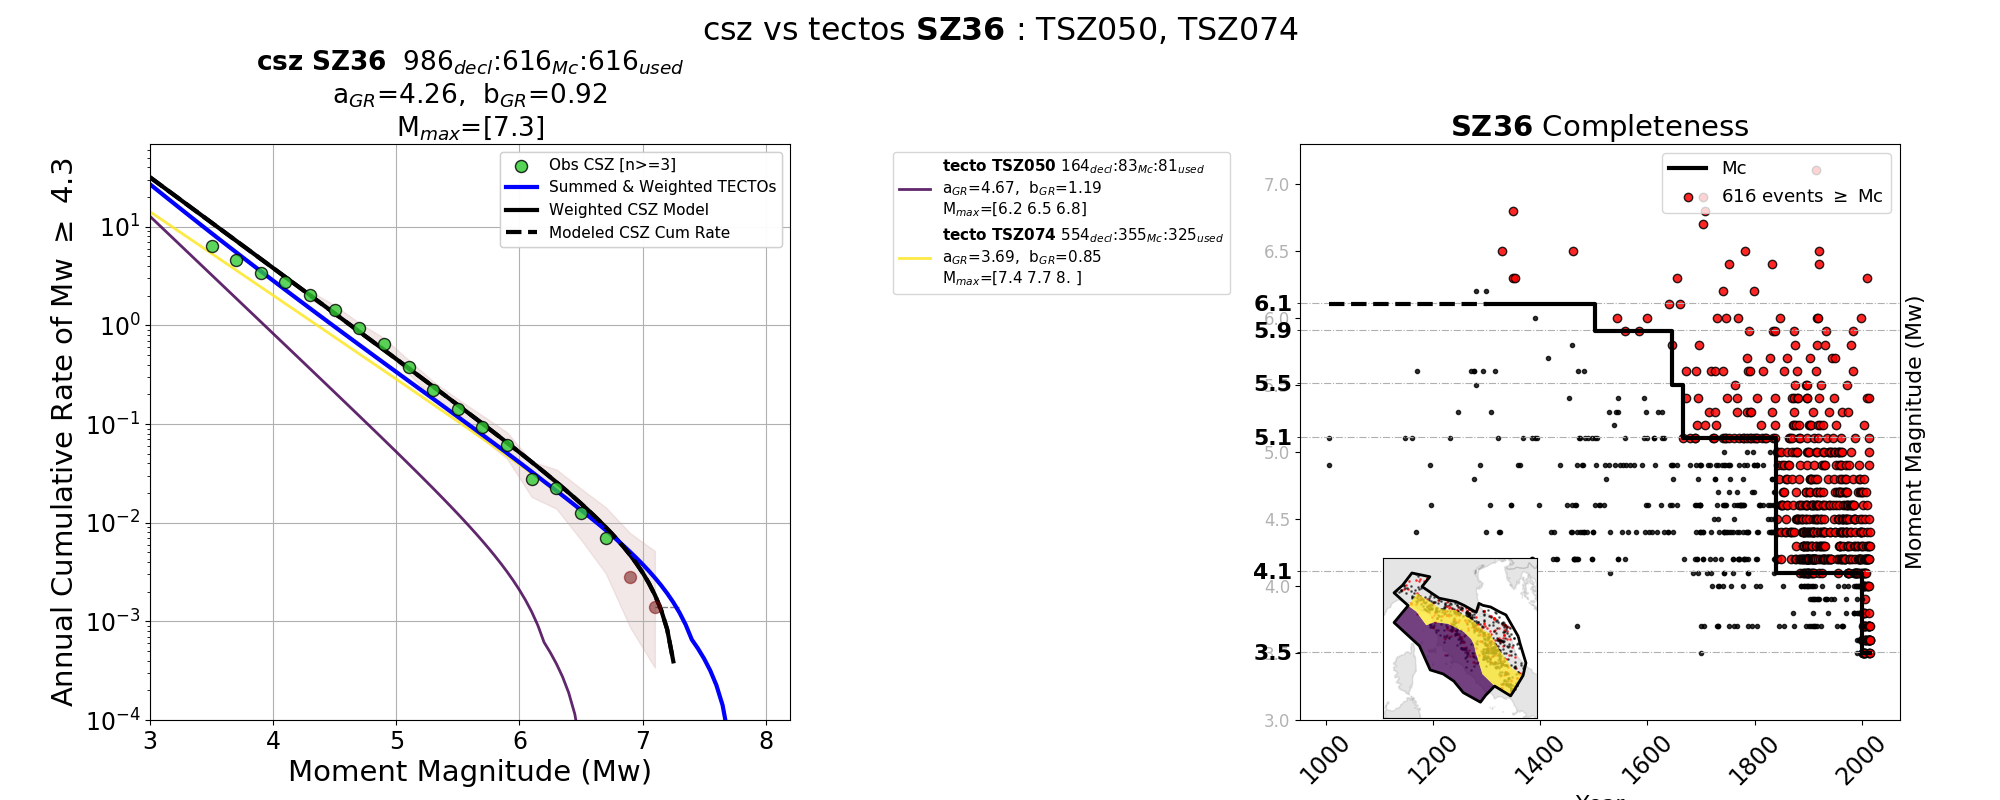 csz vs tectos SZ36 : TSZ050, TSZ074
csz SZ36 986decl:616Mc:616used
aGR=4.26, bGR=0.92
Mmax=[7.3]
Annual Cumulative Rate of Mw ≥ 4.3
10^1
10^0
10^-1
10^-2
10^-3
10^-4
Obs CSZ [n>=3]
Summed & Weighted TECTOs
Weighted CSZ Model
Modeled CSZ Cum Rate
3 4 5 6 7 8
Moment Magnitude (Mw)
tecto TSZ050 164decl:83Mc:81used
aGR=4.67, bGR=1.19
Mmax=[6.2 6.5 6.8]
tecto TSZ074 554decl:355Mc:325used
aGR=3.69, bGR=0.85
Mmax=[7.4 7.7 8. ]
SZ36 Completeness
Mc
616 events ≥ Mc
7.0
6.5
6.1
6.0
5.9
5.5
5.1
5.0
4.5
4.1
4.0
3.5
3.0
1000 1200 1400 1600 1800 2000
Moment Magnitude (Mw)
Year